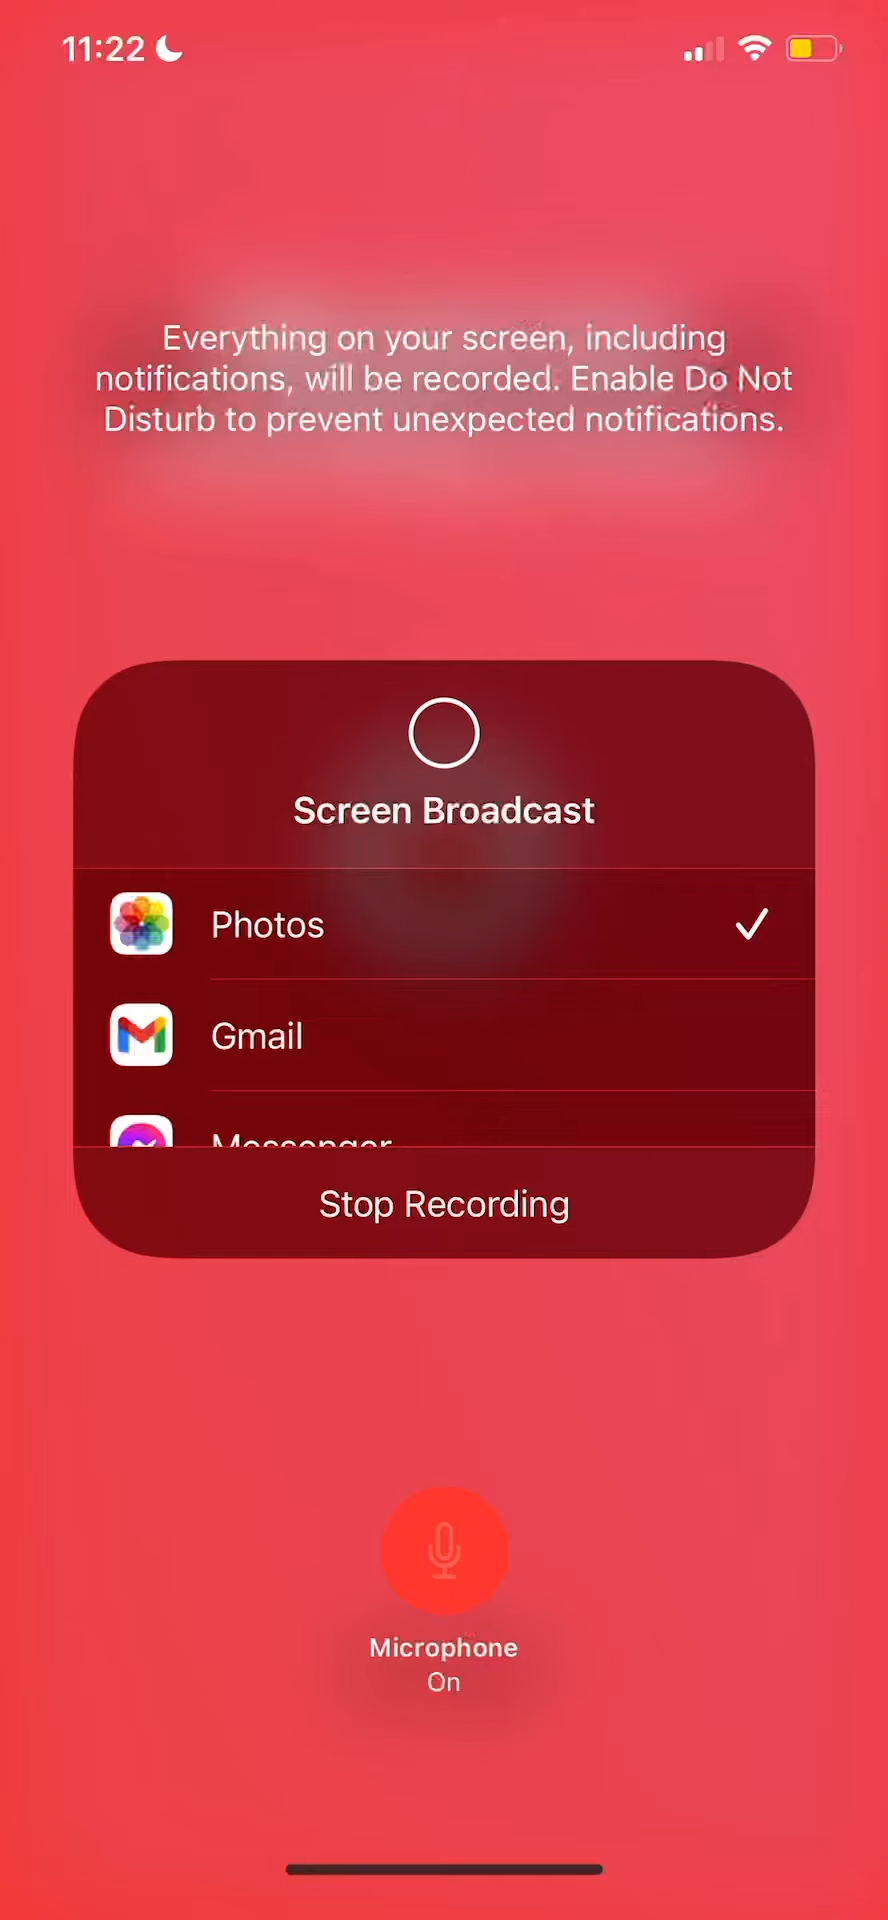 11:22
Everything on your screen, including
notifications, will be recorded. Enable Do Not
Disturb to prevent unexpected notifications.
Screen Broadcast
Photos
Gmail
Messenger
Stop Recording
Microphone
On